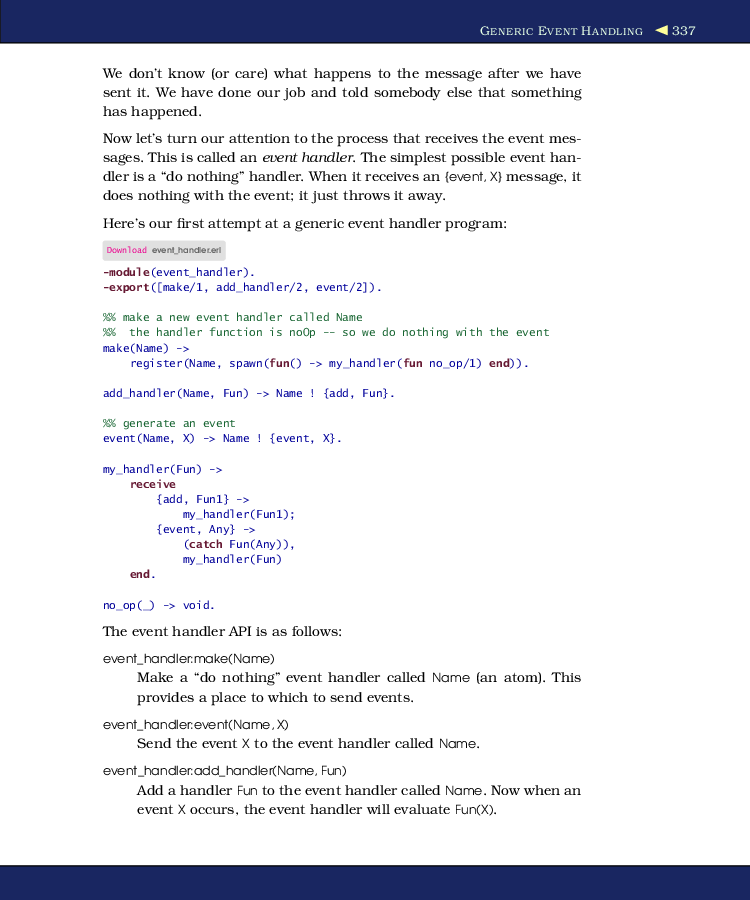 GENERIC EVENT HANDLING ◀ 337
We don't know (or care) what happens to the message after we have
sent it. We have done our job and told somebody else that something
has happened.
Now let's turn our attention to the process that receives the event mes-
sages. This is called an event handler. The simplest possible event han-
dler is a “do nothing” handler. When it receives an {event, X} message, it
does nothing with the event; it just throws it away.
Here's our first attempt at a generic event handler program:
Download event_handler.erl
-module(event_handler).
-export([make/1, add_handler/2, event/2]).
%% make a new event handler called Name
%%  the handler function is noOp -- so we do nothing with the event
make(Name) ->
    register(Name, spawn(fun() -> my_handler(fun no_op/1) end)).
add_handler(Name, Fun) -> Name ! {add, Fun}.
%% generate an event
event(Name, X) -> Name ! {event, X}.
my_handler(Fun) ->
    receive
        {add, Fun1} ->
            my_handler(Fun1);
        {event, Any} ->
            (catch Fun(Any)),
            my_handler(Fun)
    end.
no_op(_) -> void.
The event handler API is as follows:
event_handler:make(Name)
Make a “do nothing” event handler called Name (an atom). This
provides a place to which to send events.
event_handler:event(Name, X)
Send the event X to the event handler called Name.
event_handler:add_handler(Name, Fun)
Add a handler Fun to the event handler called Name. Now when an
event X occurs, the event handler will evaluate Fun(X).